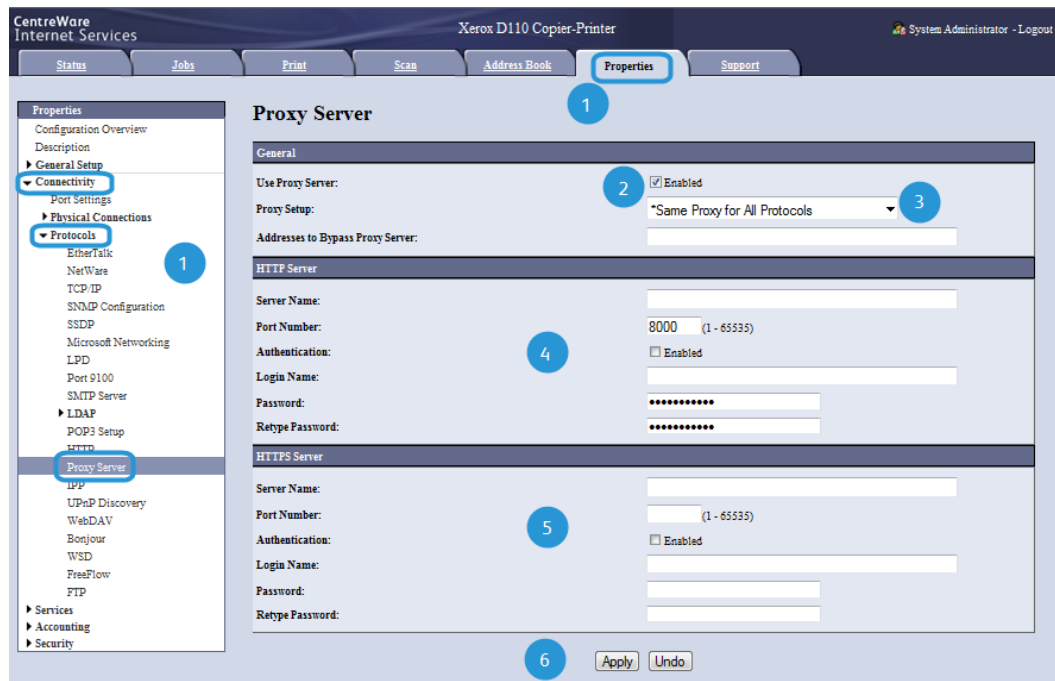 CentreWare
Internet Services
Xerox D110 Copier-Printer
System Administrator - Logout
Status
Jobs
Print
Scan
Address Book
Properties
Support
1
Properties
Configuration Overview
Description
General Setup
Connectivity
Port Settings
Physical Connections
Protocols
1
EtherTalk
NetWare
TCP/IP
SNMP Configuration
SSDP
Microsoft Networking
LPD
Port 9100
SMTP Server
LDAP
POP3 Setup
HTTP
Proxy Server
IPP
UPnP Discovery
WebDAV
Bonjour
WSD
FreeFlow
FTP
Services
Accounting
Security
Proxy Server
General
Use Proxy Server: 2 Enabled
Proxy Setup: *Same Proxy for All Protocols 3
Addresses to Bypass Proxy Server:
HTTP Server
Server Name:
Port Number: 8000 (1 - 65535)
Authentication: 4 Enabled
Login Name:
Password: •••••••••••
Retype Password: •••••••••••
HTTPS Server
Server Name:
Port Number: (1 - 65535)
5
Authentication: Enabled
Login Name:
Password:
Retype Password:
6 Apply Undo